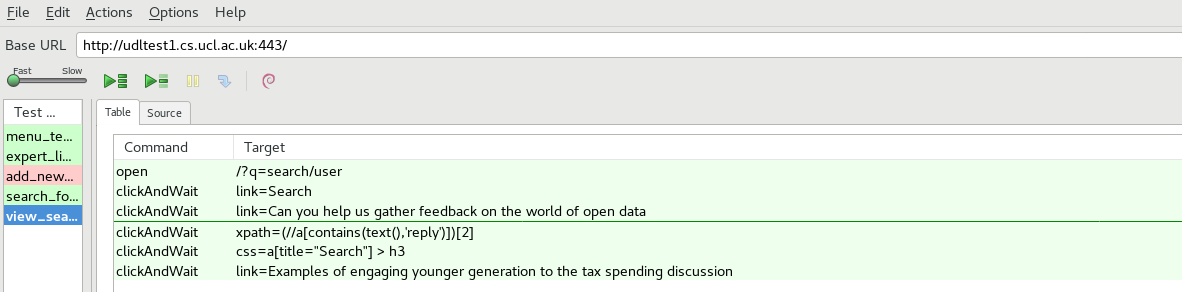 File Edit Actions Options Help
Base URL http://udltest1.cs.ucl.ac.uk:443/
Fast Slow
Test ... Table Source
Command Target
menu_te...
expert_li...
add_new...
search_fo...
view_sea...
open /?q=search/user
clickAndWait link=Search
clickAndWait link=Can you help us gather feedback on the world of open data
clickAndWait xpath=(//a[contains(text(),'reply')])[2]
clickAndWait css=a[title="Search"] > h3
clickAndWait link=Examples of engaging younger generation to the tax spending discussion